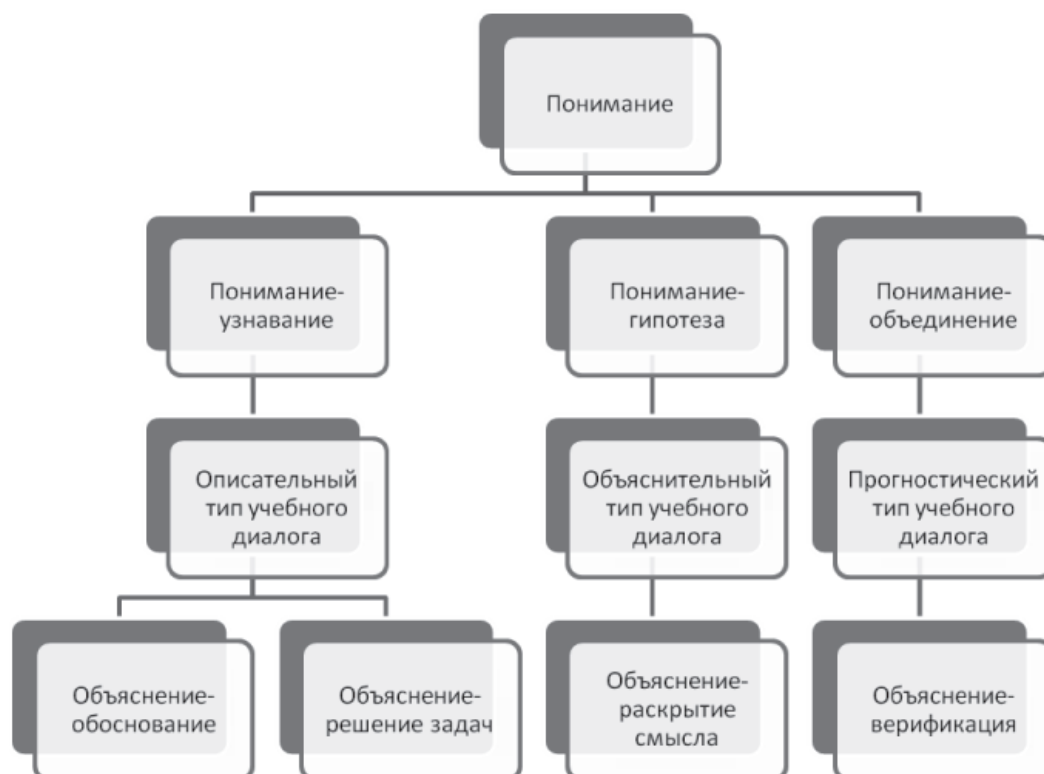 Понимание
Понимание-
узнавание
Понимание-
гипотеза
Понимание-
объединение
Описательный
тип учебного
диалога
Объяснительный
тип учебного
диалога
Прогностический
тип учебного
диалога
Объяснение-
обоснование
Объяснение-
решение задач
Объяснение-
раскрытие
смысла
Объяснение-
верификация